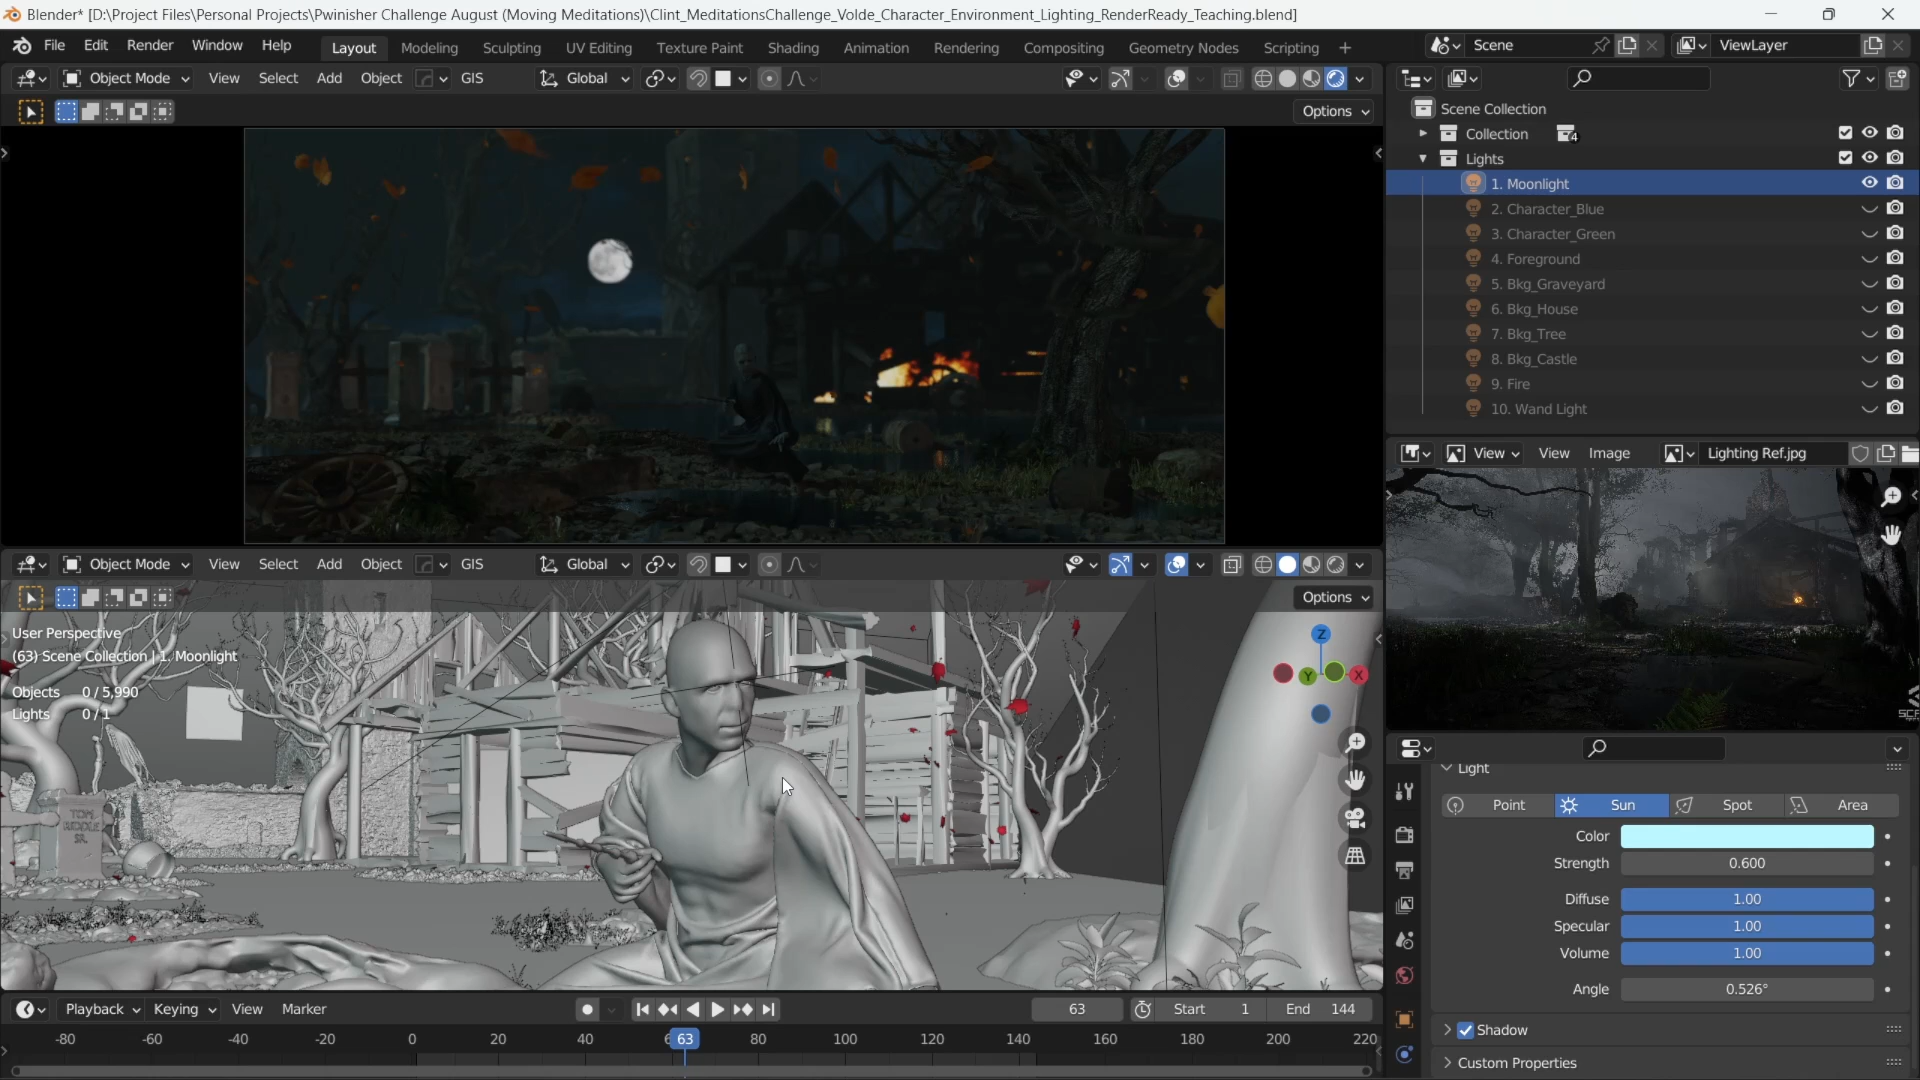 Blender* [D:\Project Files\Personal Projects\Pwinisher Challenge August (Moving Meditations)\Clint_MeditationsChallenge_Volde_Character_Environment_Lighting_RenderReady_Teaching.blend]
File Edit Render Window Help Layout Modeling Sculpting UV Editing Texture Paint Shading Animation Rendering Compositing Geometry Nodes Scripting + Scene ViewLayer
Object Mode View Select Add Object GIS Global
Options
Scene Collection
Collection 4
Lights
1. Moonlight
2. Character_Blue
3. Character_Green
4. Foreground
5. Bkg_Graveyard
6. Bkg_House
7. Bkg_Tree
8. Bkg_Castle
9. Fire
10. Wand Light
View View Image Lighting Ref.jpg
Object Mode View Select Add Object GIS Global
Options
User Perspective
(63) Scene Collection | 1. Moonlight
Objects 0 / 5,990
Lights 0 / 1
Z
Y X
TOM
RIDDLE
SR.
Light
Point Sun Spot Area
Color
Strength 0.600
Diffuse 1.00
Specular 1.00
Volume 1.00
Angle 0.526°
Shadow
Custom Properties
Playback Keying View Marker 63 Start 1 End 144
-80 -60 -40 -20 0 20 40 63 80 100 120 140 160 180 200 220